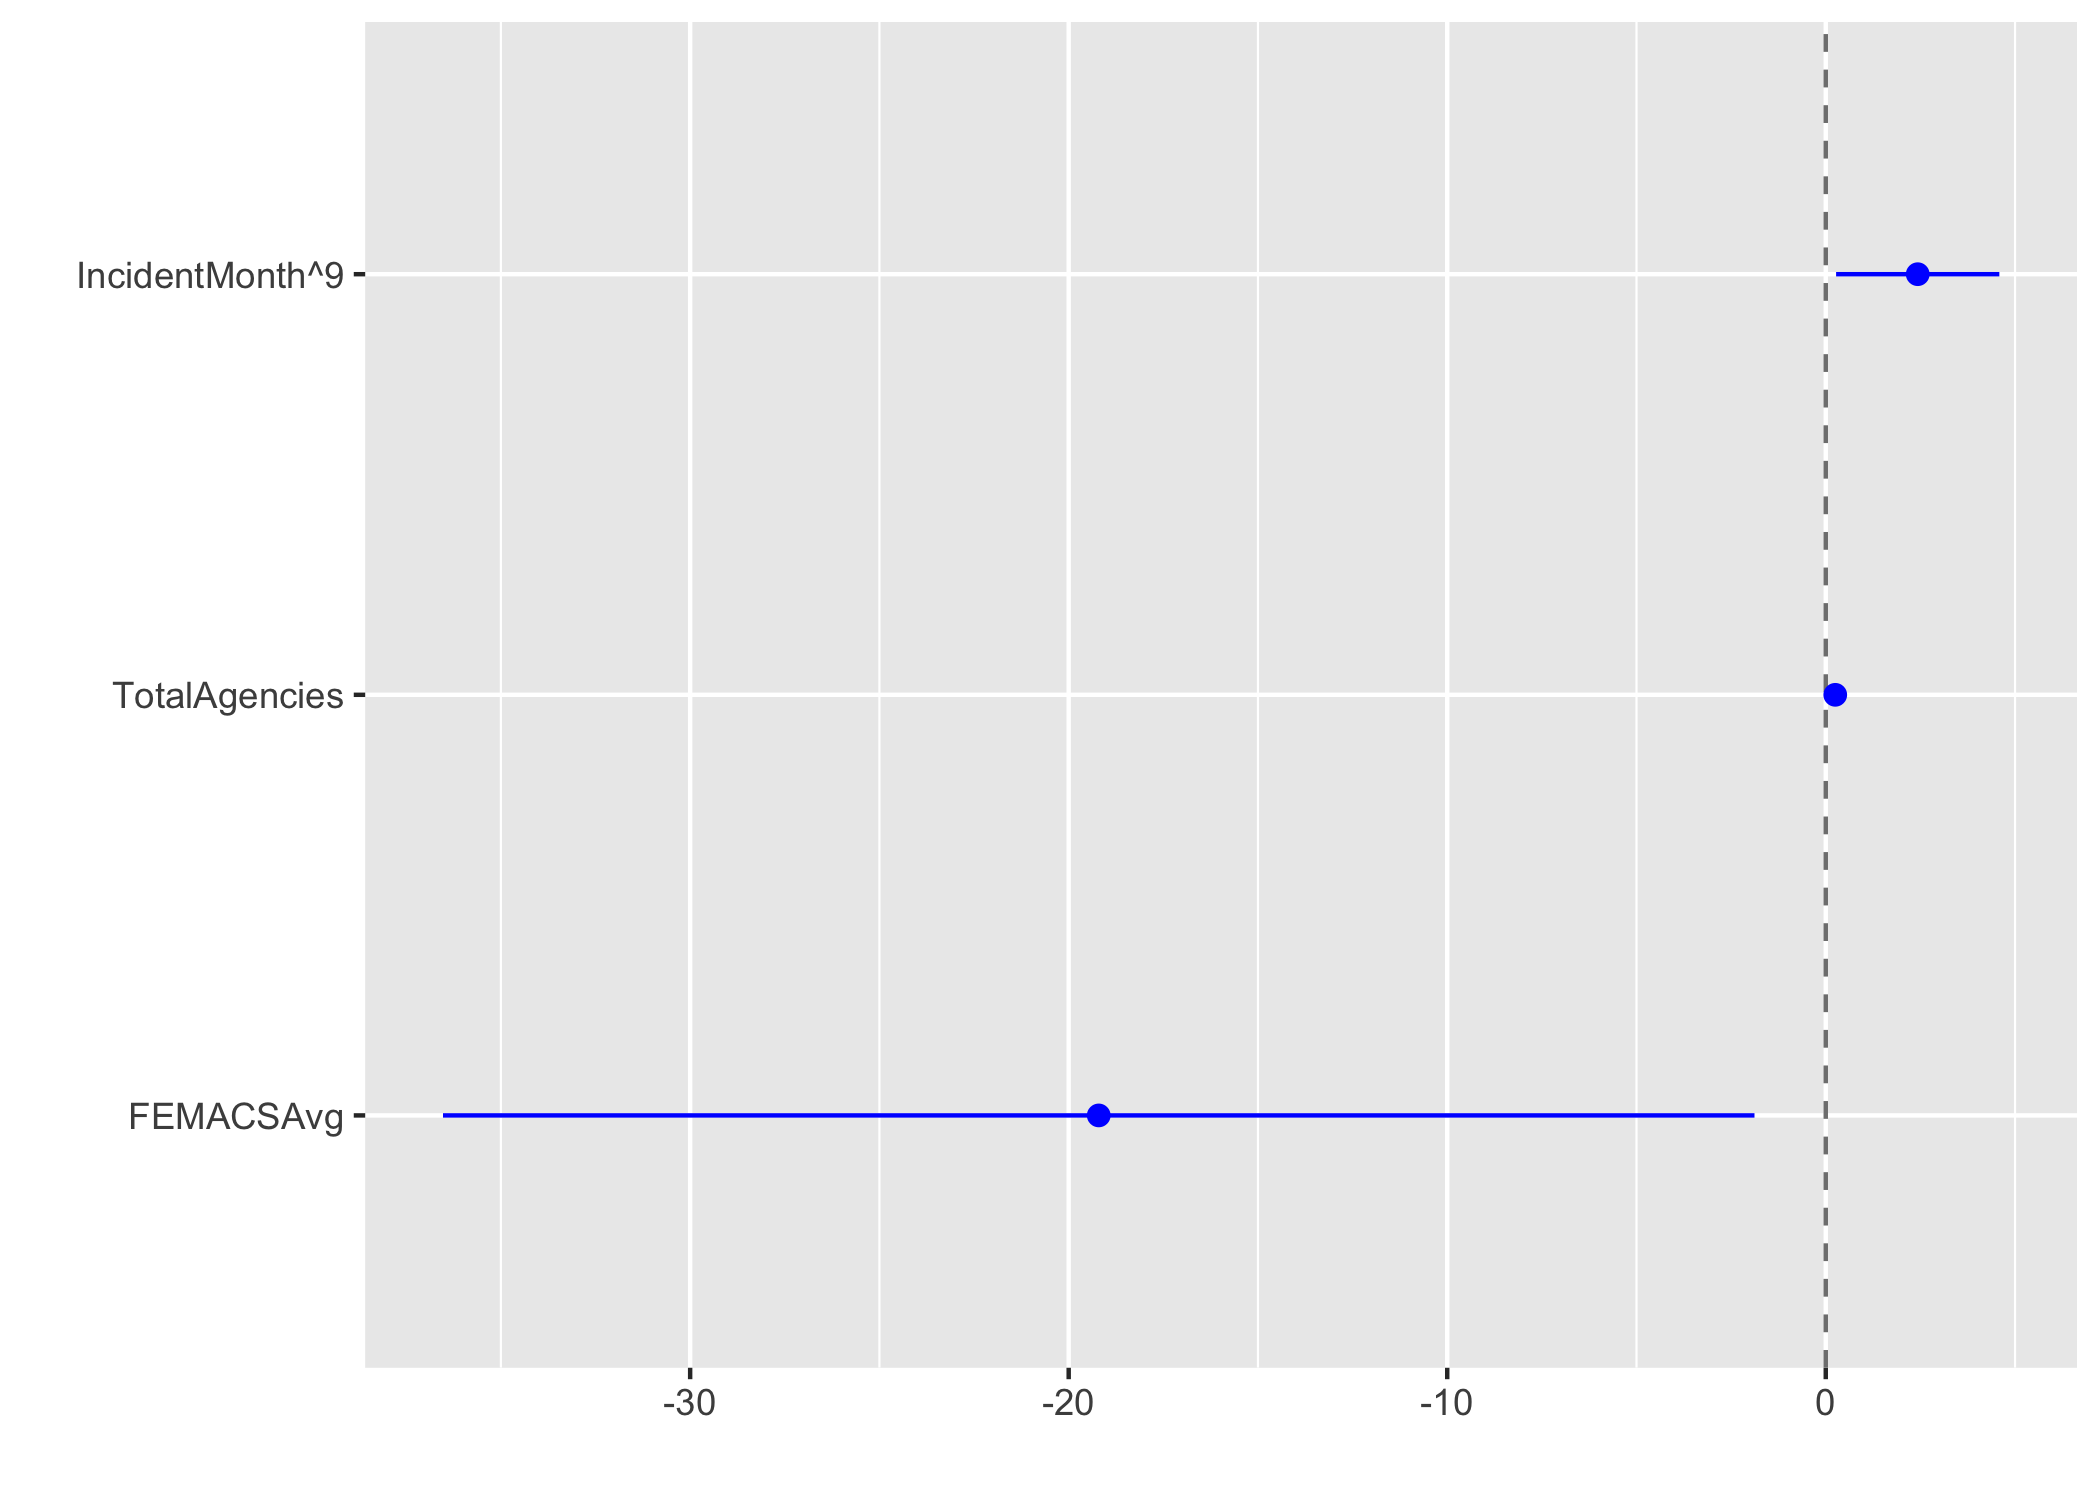 IncidentMonth^9
TotalAgencies
FEMACSAvg
-30 -20 -10 0